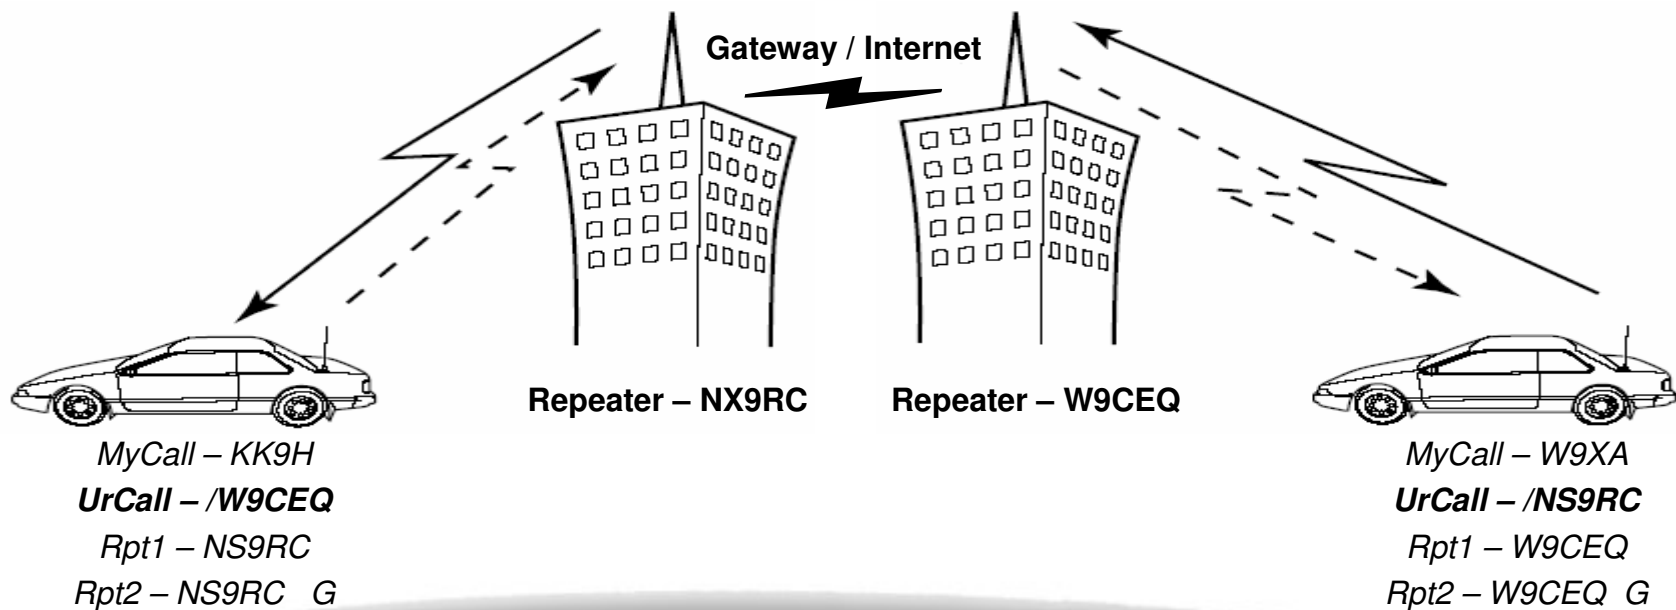 Gateway / Internet
Repeater – NX9RC
Repeater – W9CEQ
MyCall – KK9H
UrCall – /W9CEQ
Rpt1 – NS9RC
Rpt2 – NS9RC   G
MyCall – W9XA
UrCall – /NS9RC
Rpt1 – W9CEQ
Rpt2 – W9CEQ  G